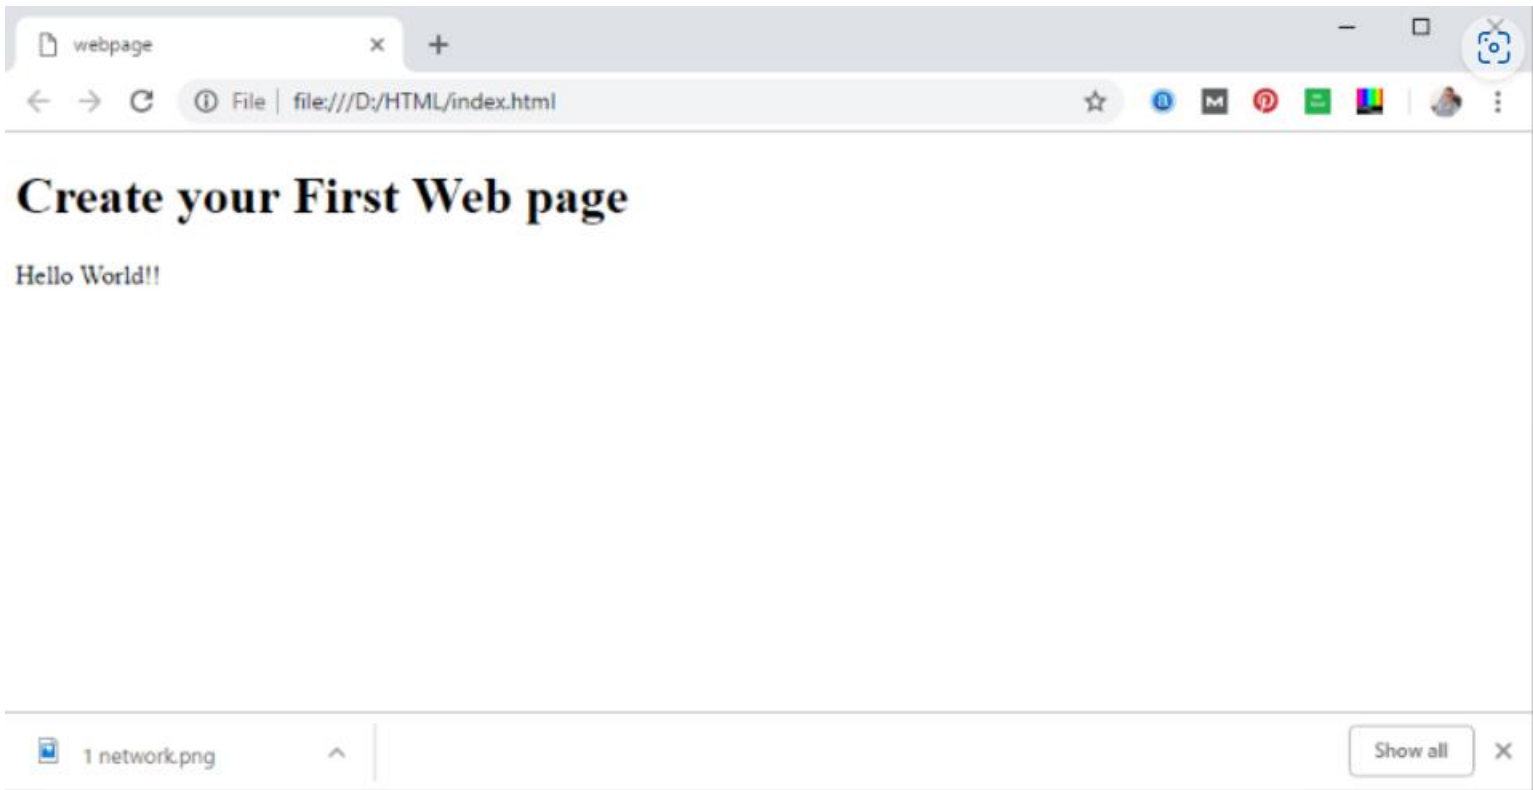 webpage
File file:///D:/HTML/index.html
Create your First Web page
Hello World!!
1 network.png
Show all